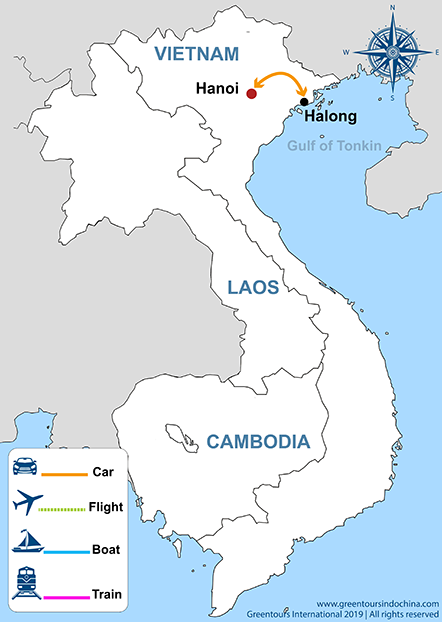 N
W
E
S
VIETNAM
Hanoi
Halong
Gulf of Tonkin
LAOS
CAMBODIA
Car
Flight
Boat
Train
www.greentoursindochina.com
Greentours International 2019 | All rights reserved